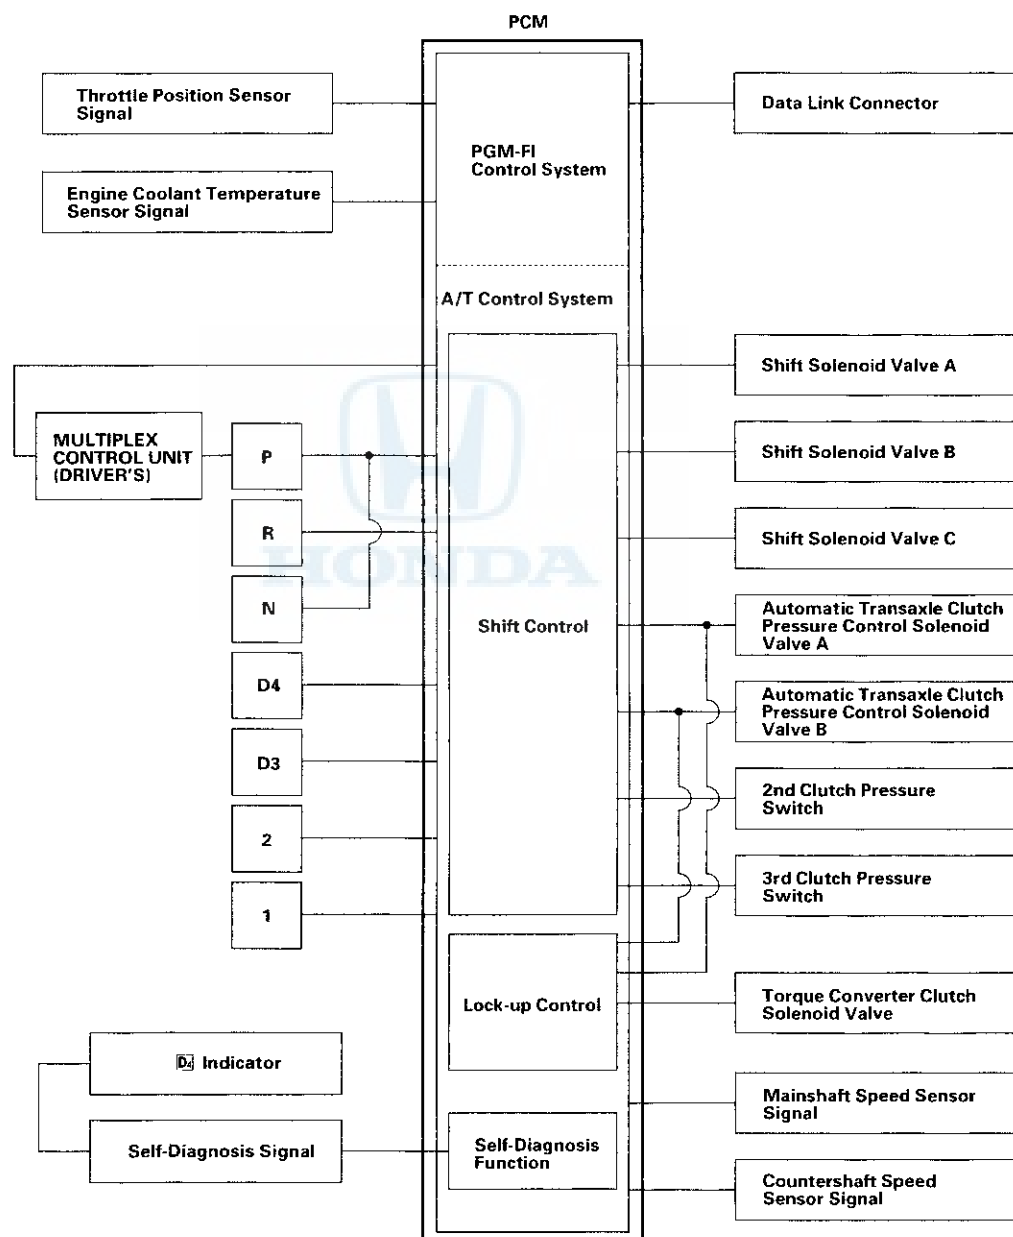 PCM
Throttle Position Sensor
Signal
Engine Coolant Temperature
Sensor Signal
PGM-FI
Control System
Data Link Connector
A/T Control System
MULTIPLEX
CONTROL UNIT
(DRIVER'S)
P
R
N
D4
D3
2
1
HONDA
Shift Control
Shift Solenoid Valve A
Shift Solenoid Valve B
Shift Solenoid Valve C
Automatic Transaxle Clutch
Pressure Control Solenoid
Valve A
Automatic Transaxle Clutch
Pressure Control Solenoid
Valve B
2nd Clutch Pressure
Switch
3rd Clutch Pressure
Switch
Lock-up Control
Torque Converter Clutch
Solenoid Valve
D4 Indicator
Self-Diagnosis Signal
Self-Diagnosis
Function
Mainshaft Speed Sensor
Signal
Countershaft Speed
Sensor Signal